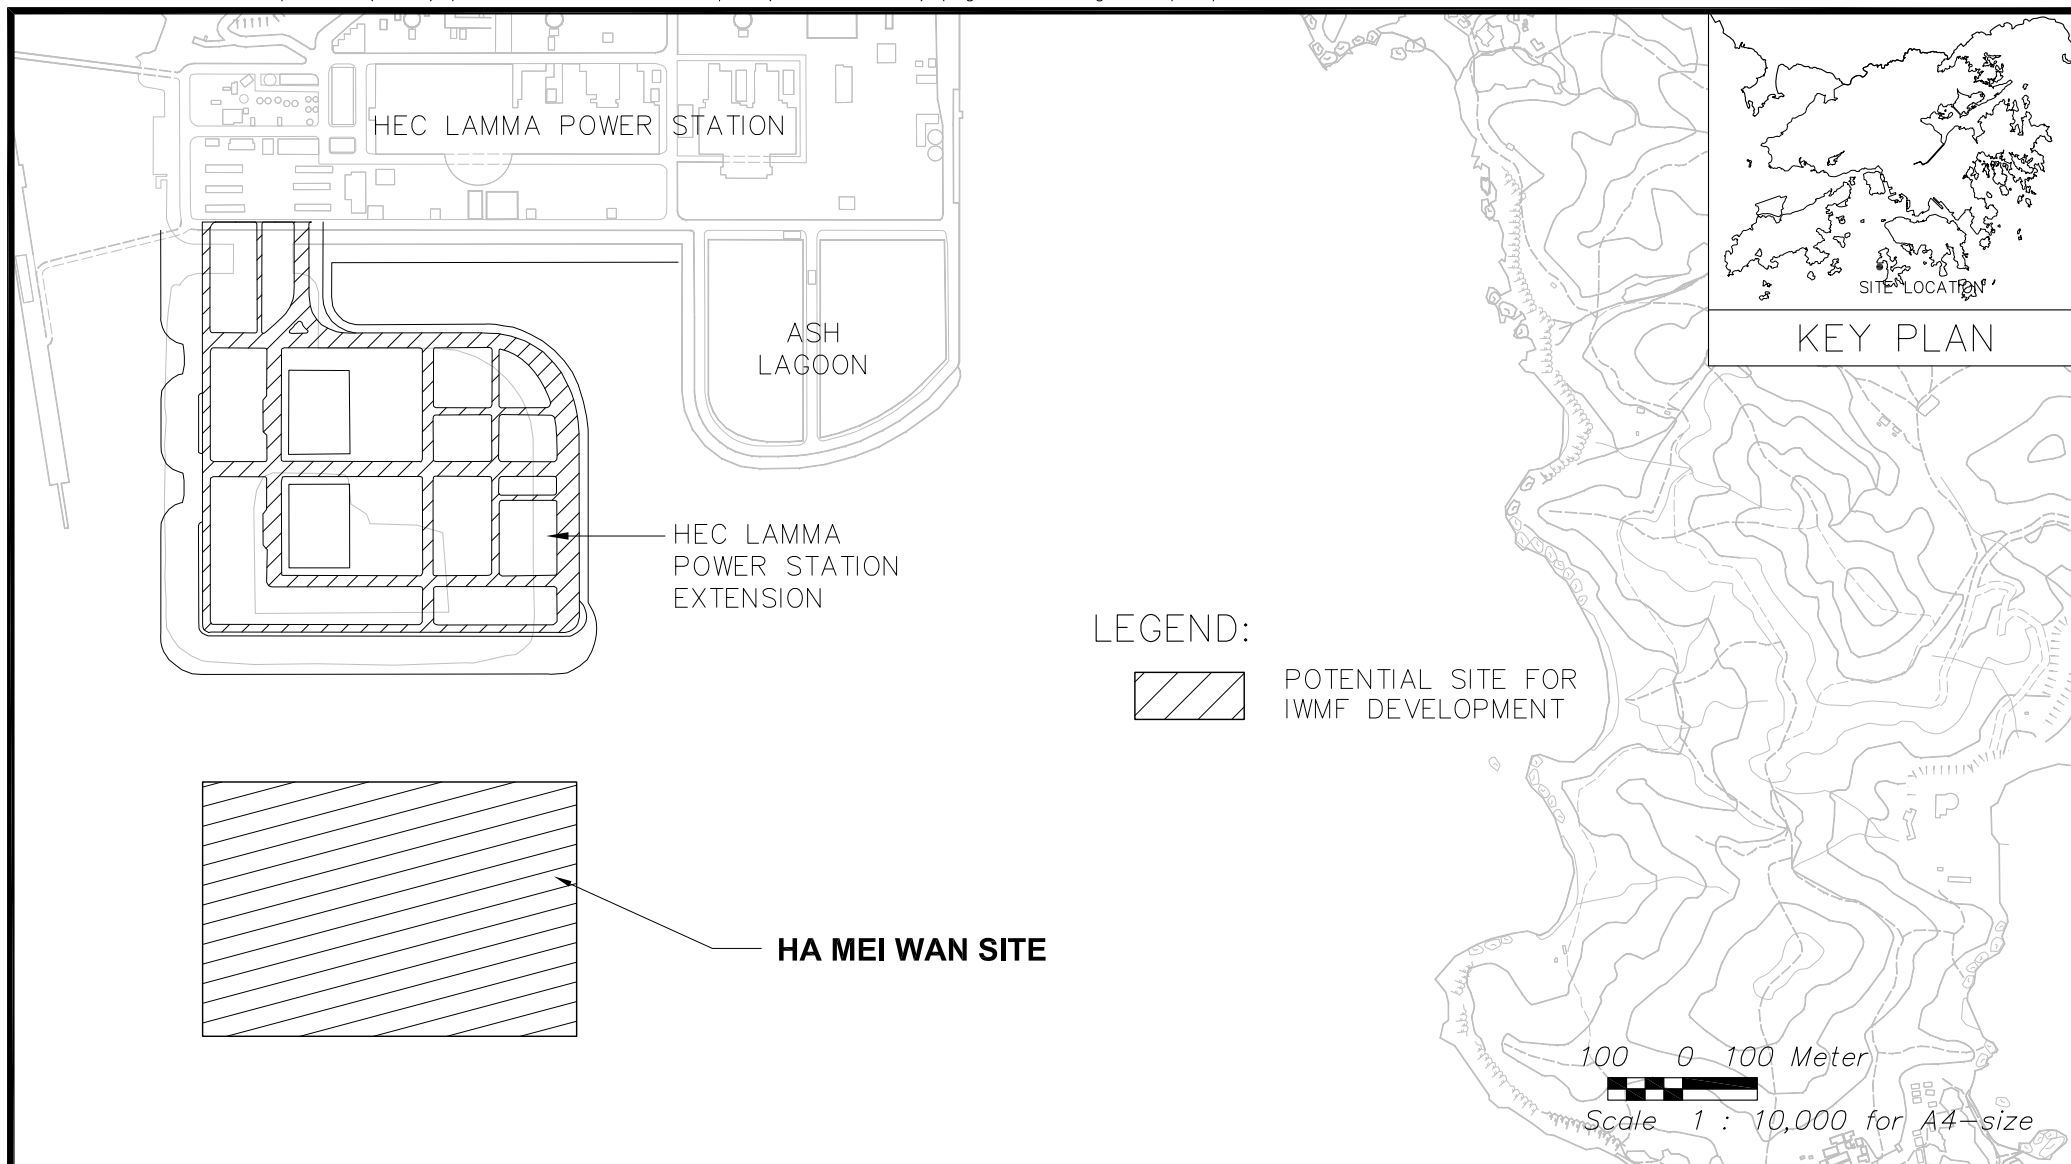 HEC LAMMA POWER STATION
SITE LOCATION
KEY PLAN
ASH
LAGOON
HEC LAMMA
POWER STATION
EXTENSION
LEGEND:
POTENTIAL SITE FOR
IWMF DEVELOPMENT
HA MEI WAN SITE
100 0 100 Meter
Scale 1 : 10,000 for A4-size